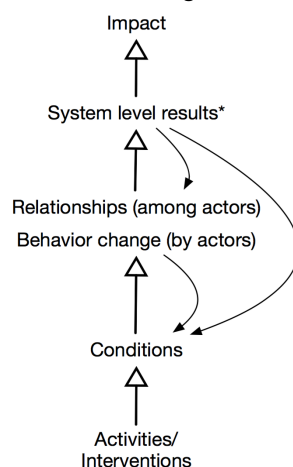 Impact
System level results*
Relationships (among actors)
Behavior change (by actors)
Conditions
Activities/
Interventions